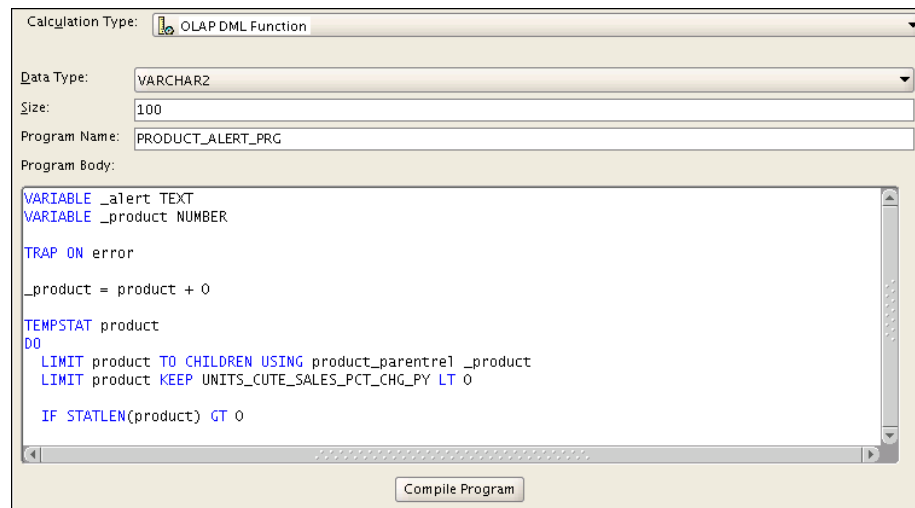 Calculation Type: OLAP DML Function
Data Type: VARCHAR2
Size: 100
Program Name: PRODUCT_ALERT_PRG
Program Body:
VARIABLE _alert TEXT
VARIABLE _product NUMBER
TRAP ON error
_product = product + 0
TEMPSTAT product
DO
LIMIT product TO CHILDREN USING product_parentrel _product
LIMIT product KEEP UNITS_CUTE_SALES_PCT_CHG_PY LT 0
IF STATLEN(product) GT 0
Compile Program